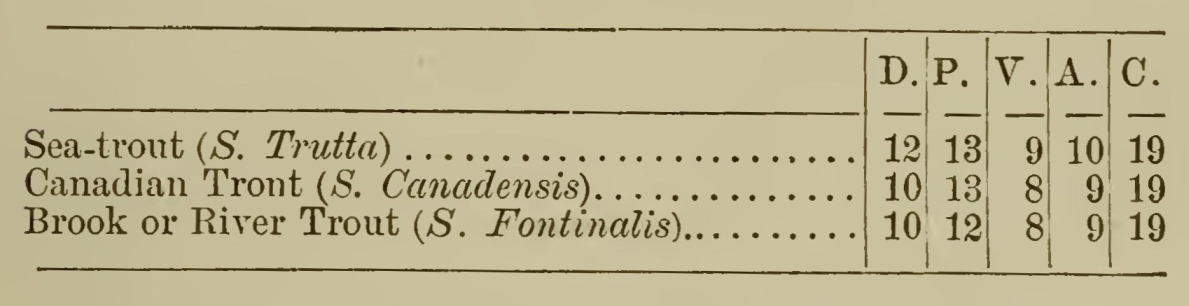 D. P. V. A. C.
Sea-trout (S. Trutta) ........................ 12 13 9 10 19
Canadian Trout (S. Canadensis)............... 10 13 8 9 19
Brook or River Trout (S. Fontinalis).......... 10 12 8 9 19